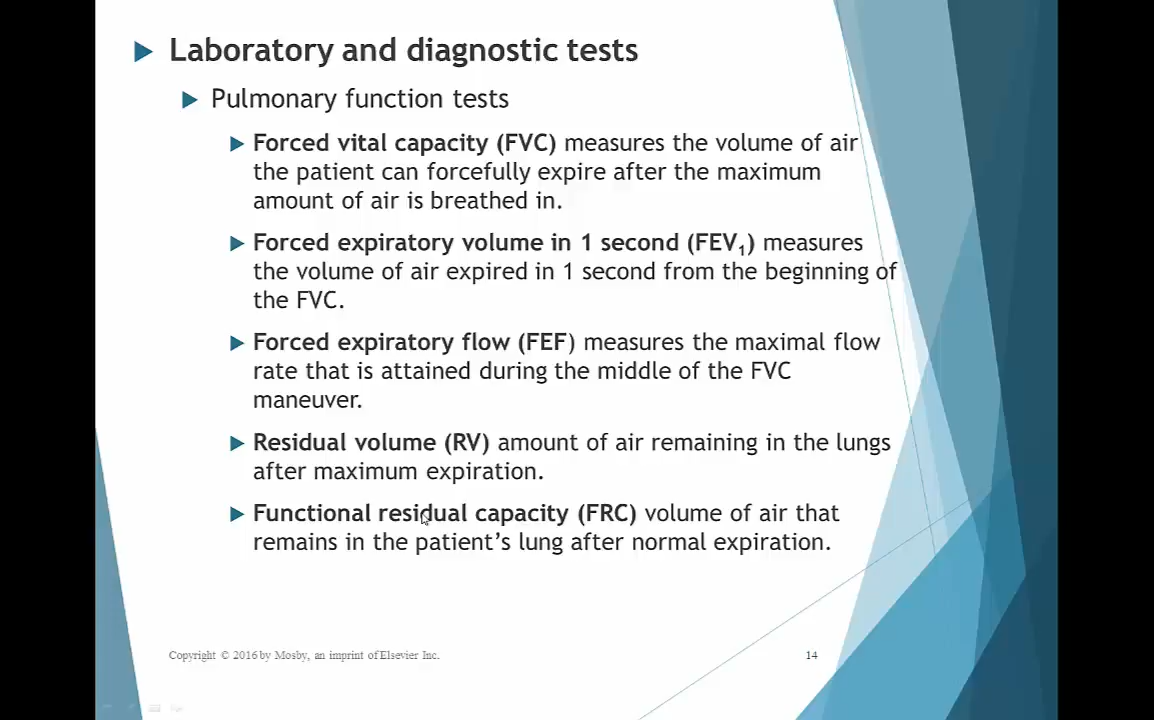 Laboratory and diagnostic tests
Pulmonary function tests
Forced vital capacity (FVC) measures the volume of air
the patient can forcefully expire after the maximum
amount of air is breathed in.
Forced expiratory volume in 1 second (FEV1) measures
the volume of air expired in 1 second from the beginning of
the FVC.
Forced expiratory flow (FEF) measures the maximal flow
rate that is attained during the middle of the FVC
maneuver.
Residual volume (RV) amount of air remaining in the lungs
after maximum expiration.
Functional residual capacity (FRC) volume of air that
remains in the patient’s lung after normal expiration.
Copyright © 2016 by Mosby, an imprint of Elsevier Inc.
14